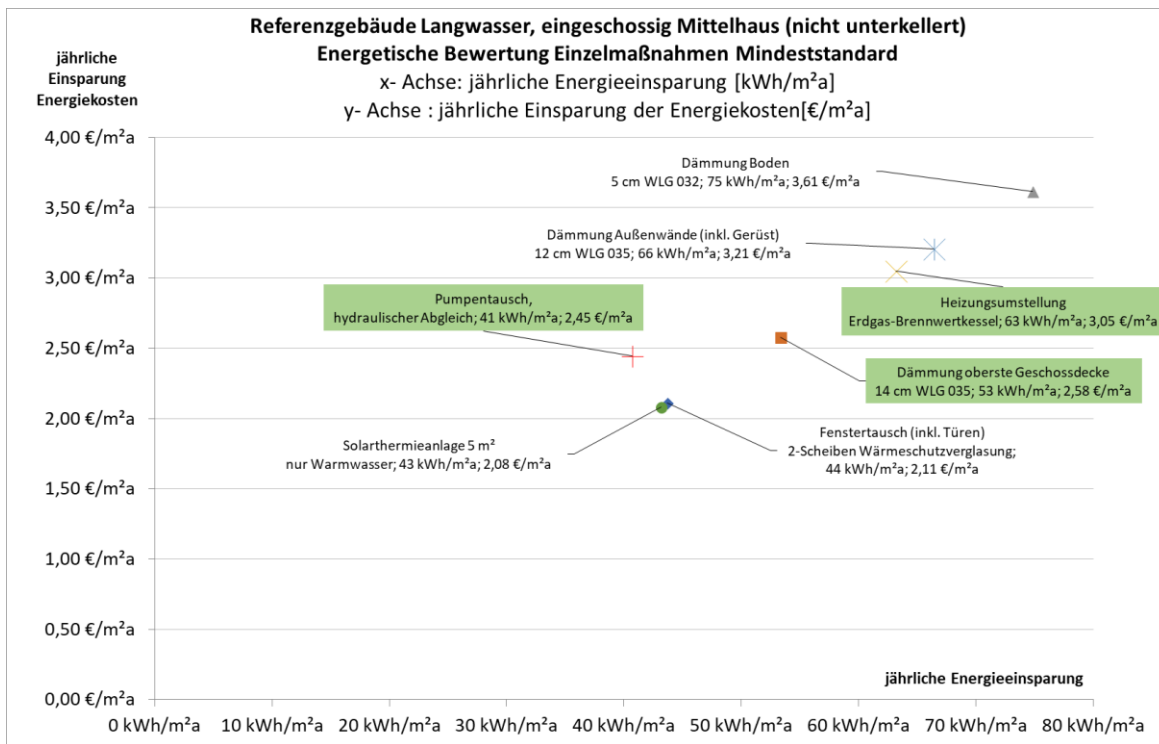 Referenzgebäude Langwasser, eingeschossig Mittelhaus (nicht unterkellert)
Energetische Bewertung Einzelmaßnahmen Mindeststandard
x- Achse: jährliche Energieeinsparung [kWh/m²a]
y- Achse : jährliche Einsparung der Energiekosten[€/m²a]
jährliche
Einsparung
Energiekosten
4,00 €/m²a
3,50 €/m²a
3,00 €/m²a
2,50 €/m²a
2,00 €/m²a
1,50 €/m²a
1,00 €/m²a
0,50 €/m²a
0,00 €/m²a
Dämmung Boden
5 cm WLG 032; 75 kWh/m²a; 3,61 €/m²a
Dämmung Außenwände (inkl. Gerüst)
12 cm WLG 035; 66 kWh/m²a; 3,21 €/m²a
Pumpentausch,
hydraulischer Abgleich; 41 kWh/m²a; 2,45 €/m²a
Heizungsumstellung
Erdgas-Brennwertkessel; 63 kWh/m²a; 3,05 €/m²a
Dämmung oberste Geschossdecke
14 cm WLG 035; 53 kWh/m²a; 2,58 €/m²a
Solarthermieanlage 5 m²
nur Warmwasser; 43 kWh/m²a; 2,08 €/m²a
Fenstertausch (inkl. Türen)
2-Scheiben Wärmeschutzverglasung;
44 kWh/m²a; 2,11 €/m²a
jährliche Energieeinsparung
0 kWh/m²a
10 kWh/m²a
20 kWh/m²a
30 kWh/m²a
40 kWh/m²a
50 kWh/m²a
60 kWh/m²a
70 kWh/m²a
80 kWh/m²a